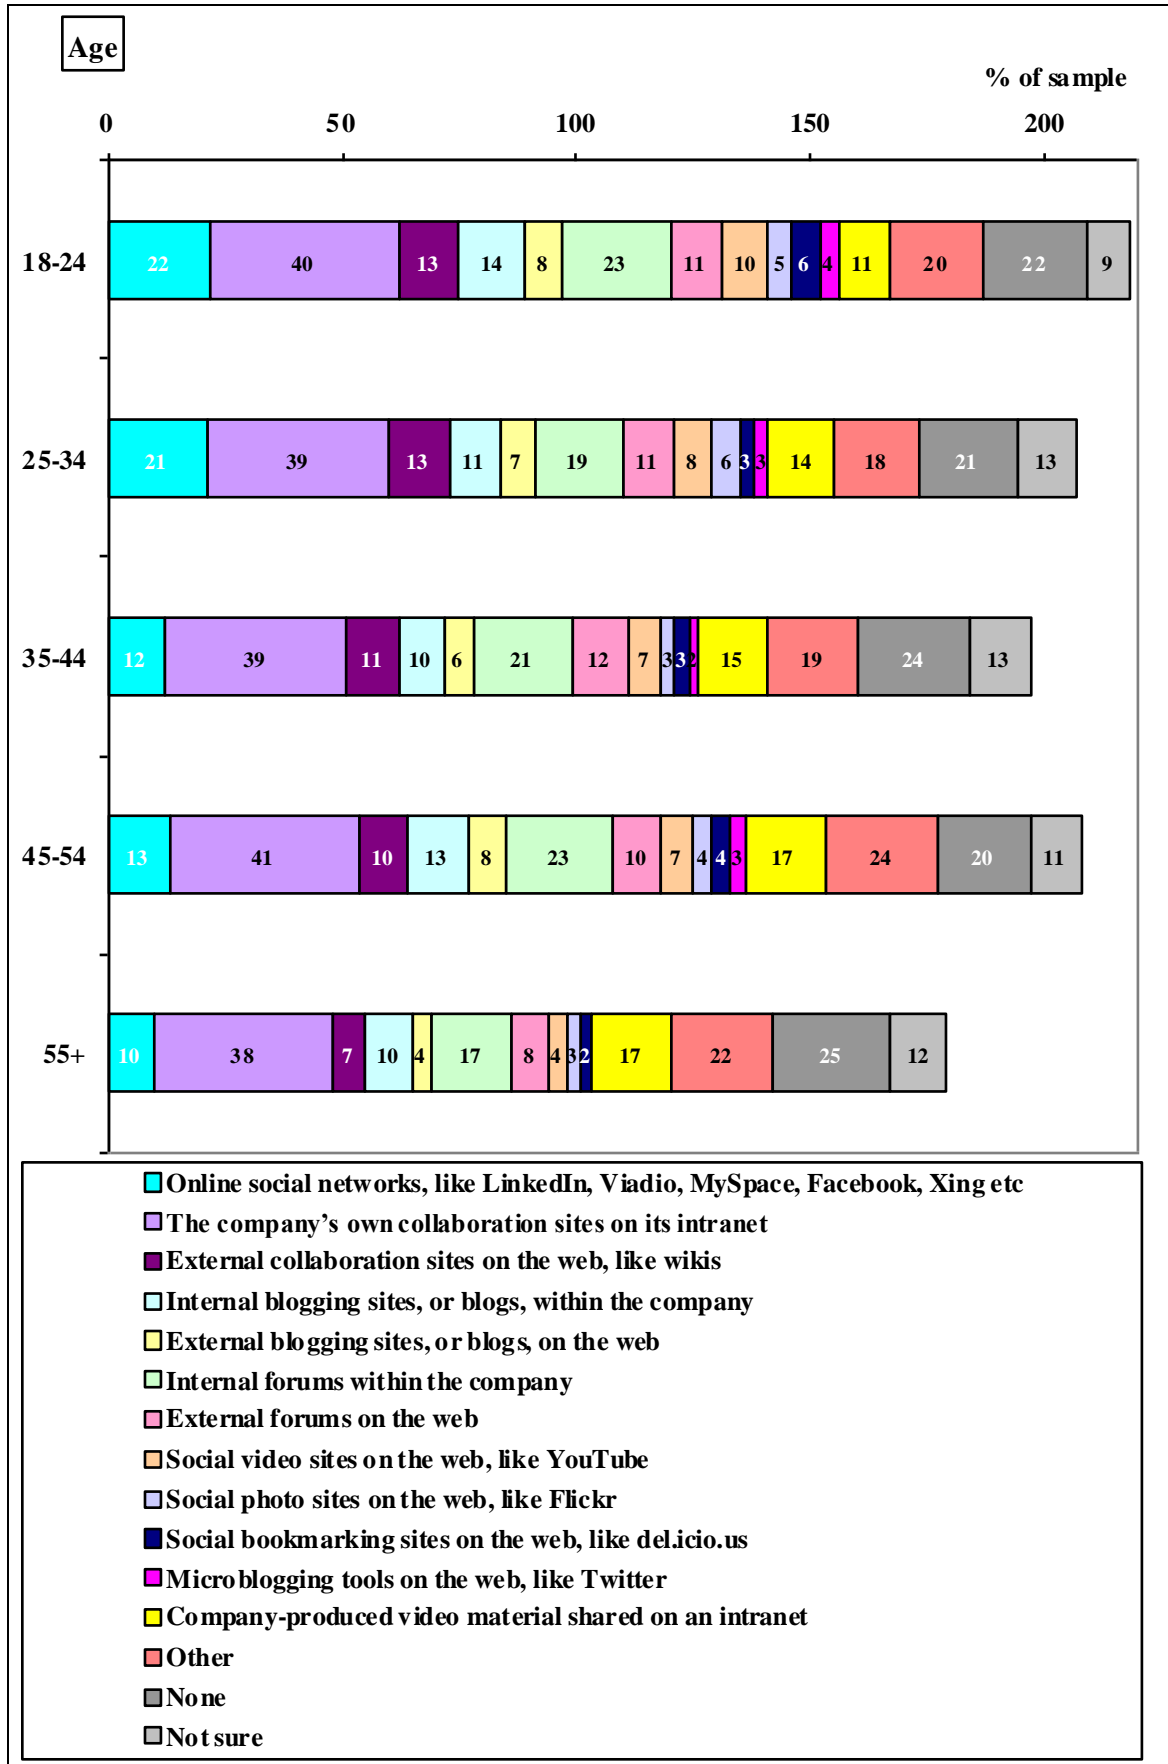 Age
% of sample
0 50 100 150 200
18-24 22 40 13 14 8 23 11 10 5 6 4 11 20 22 9
25-34 21 39 13 11 7 19 11 8 6 3 3 14 18 21 13
35-44 12 39 11 10 6 21 12 7 3 3 2 15 19 24 13
45-54 13 41 10 13 8 23 10 7 4 4 3 17 24 20 11
55+ 10 38 7 10 4 17 8 4 3 2 17 22 25 12
Online social networks, like LinkedIn, Viadio, MySpace, Facebook, Xing etc
The company's own collaboration sites on its intranet
External collaboration sites on the web, like wikis
Internal blogging sites, or blogs, within the company
External blogging sites, or blogs, on the web
Internal forums within the company
External forums on the web
Social video sites on the web, like YouTube
Social photo sites on the web, like Flickr
Social bookmarking sites on the web, like del.icio.us
Microblogging tools on the web, like Twitter
Company-produced video material shared on an intranet
Other
None
Not sure